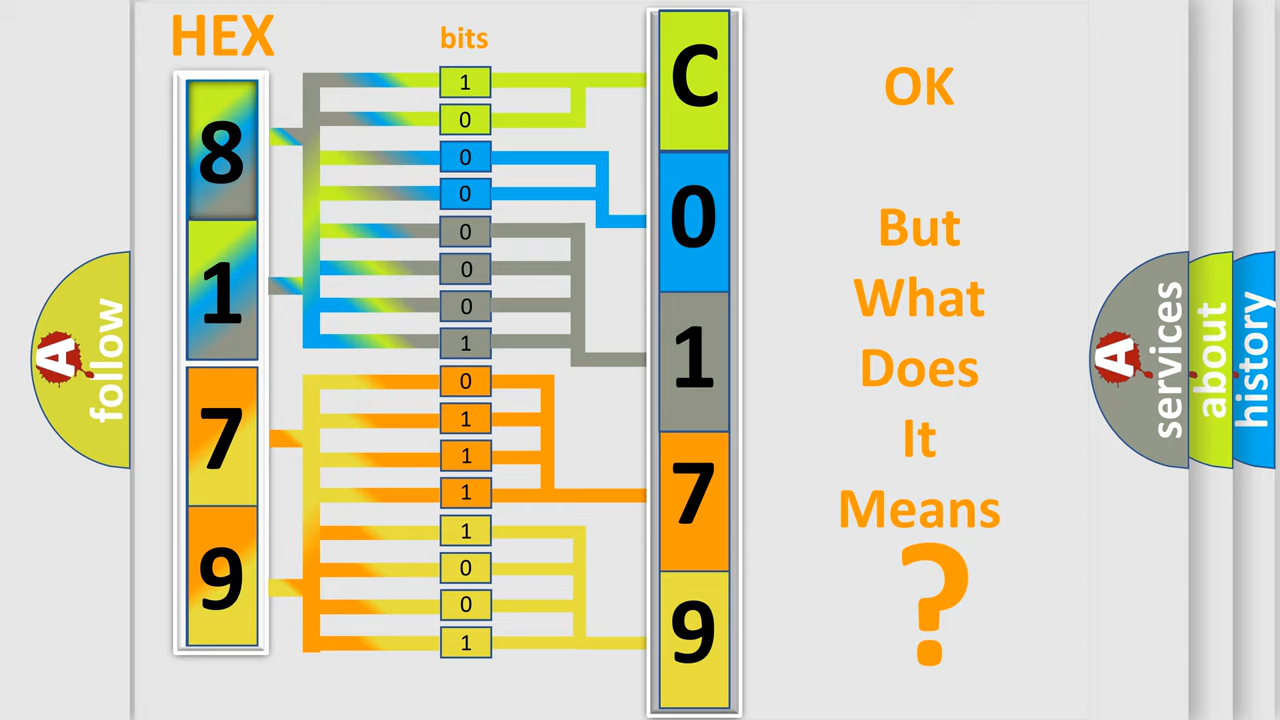 HEX
bits
8
1
7
9
1
0
0
0
0
0
0
1
0
1
1
1
1
0
0
1
C
0
1
7
9
OK
But
What
Does
It
Means
?
A
follow
A
services
about
history